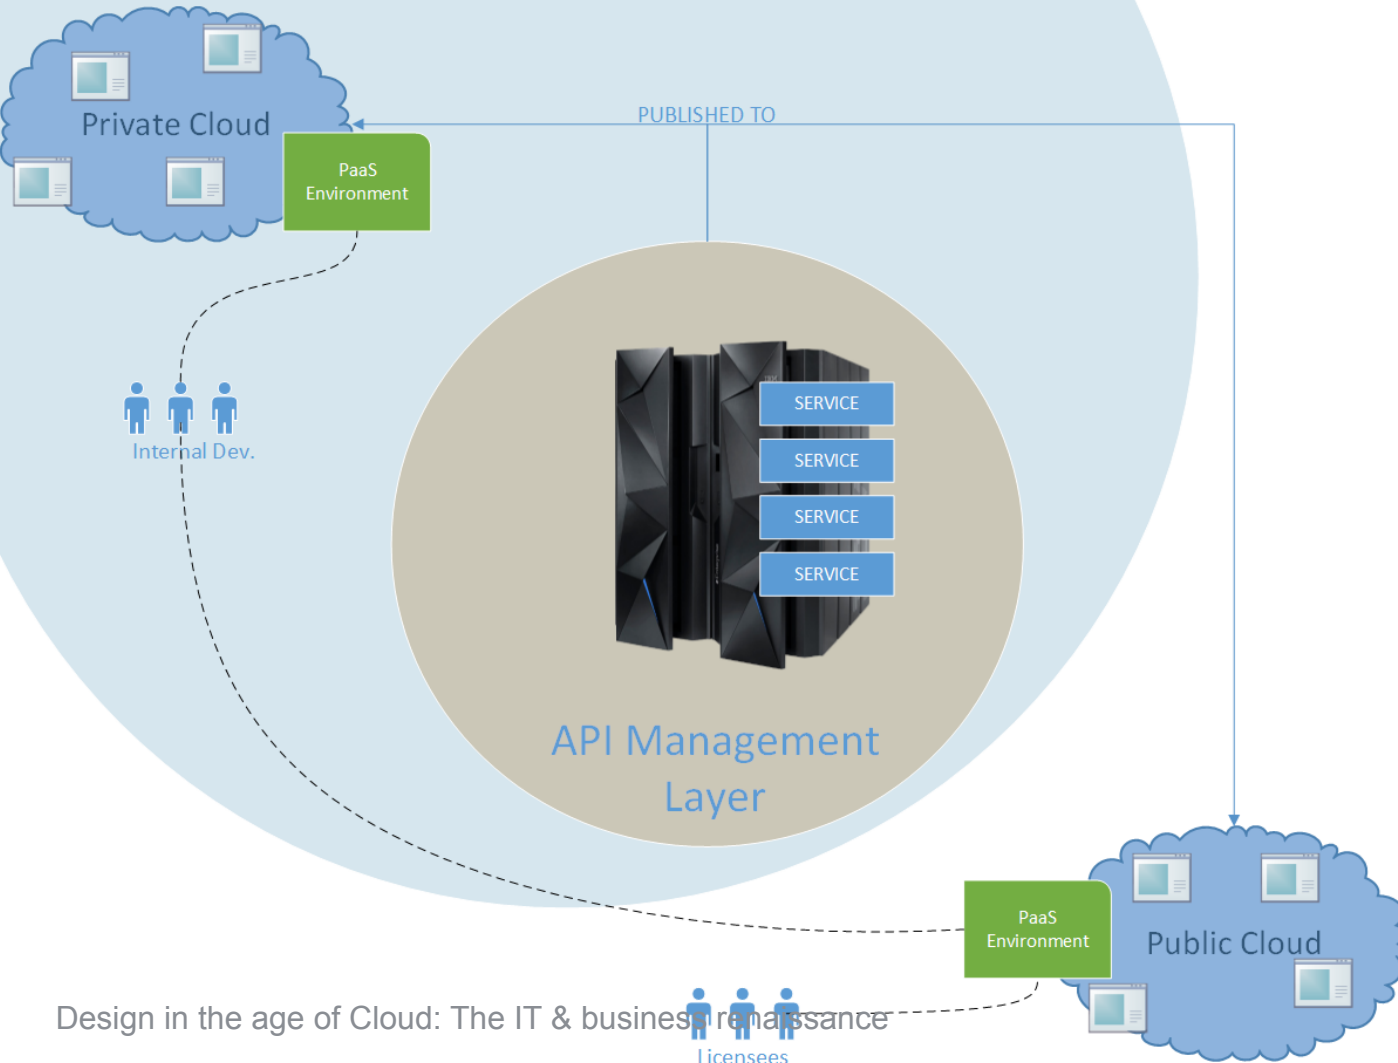 PUBLISHED TO
Private Cloud
PaaS
Environment
Internal Dev.
SERVICE
SERVICE
SERVICE
SERVICE
API Management
Layer
PaaS
Environment
Public Cloud
Design in the age of Cloud: The IT & business renaissance
Licensees